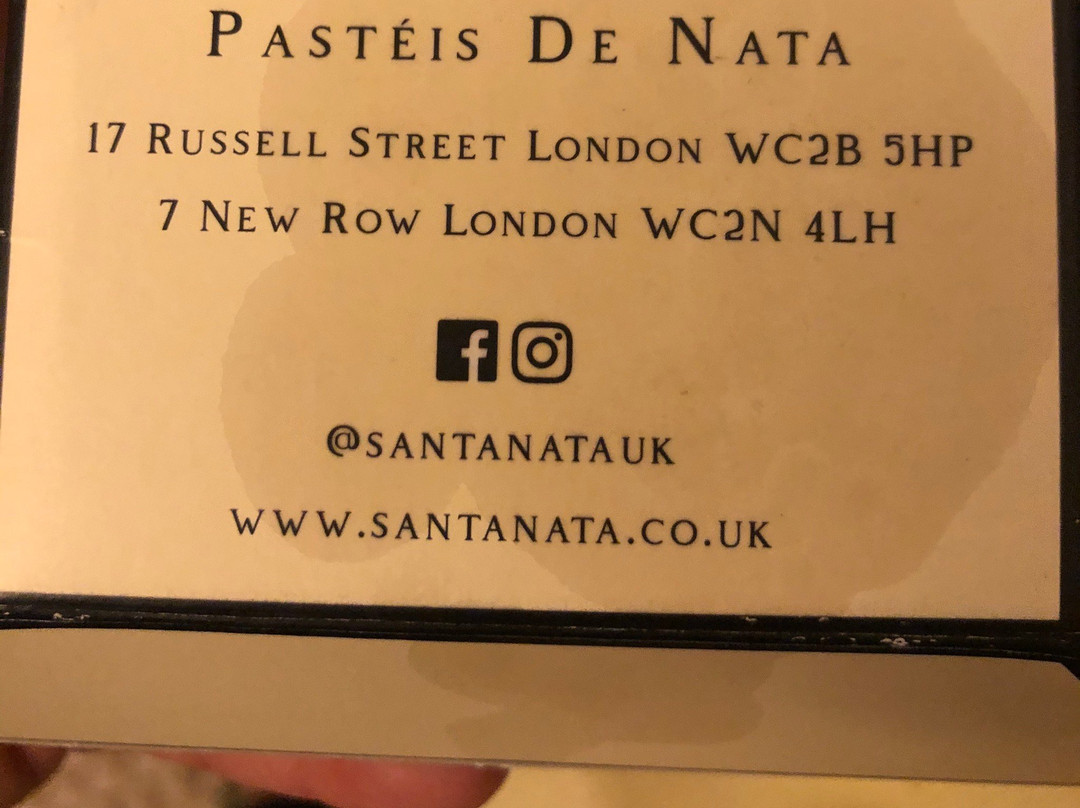 PASTÉIS DE NATA
17 RUSSELL STREET LONDON WC2B 5HP
7 NEW ROW LONDON WC2N 4LH
@SANTANATAUK
WWW.SANTANATA.CO.UK